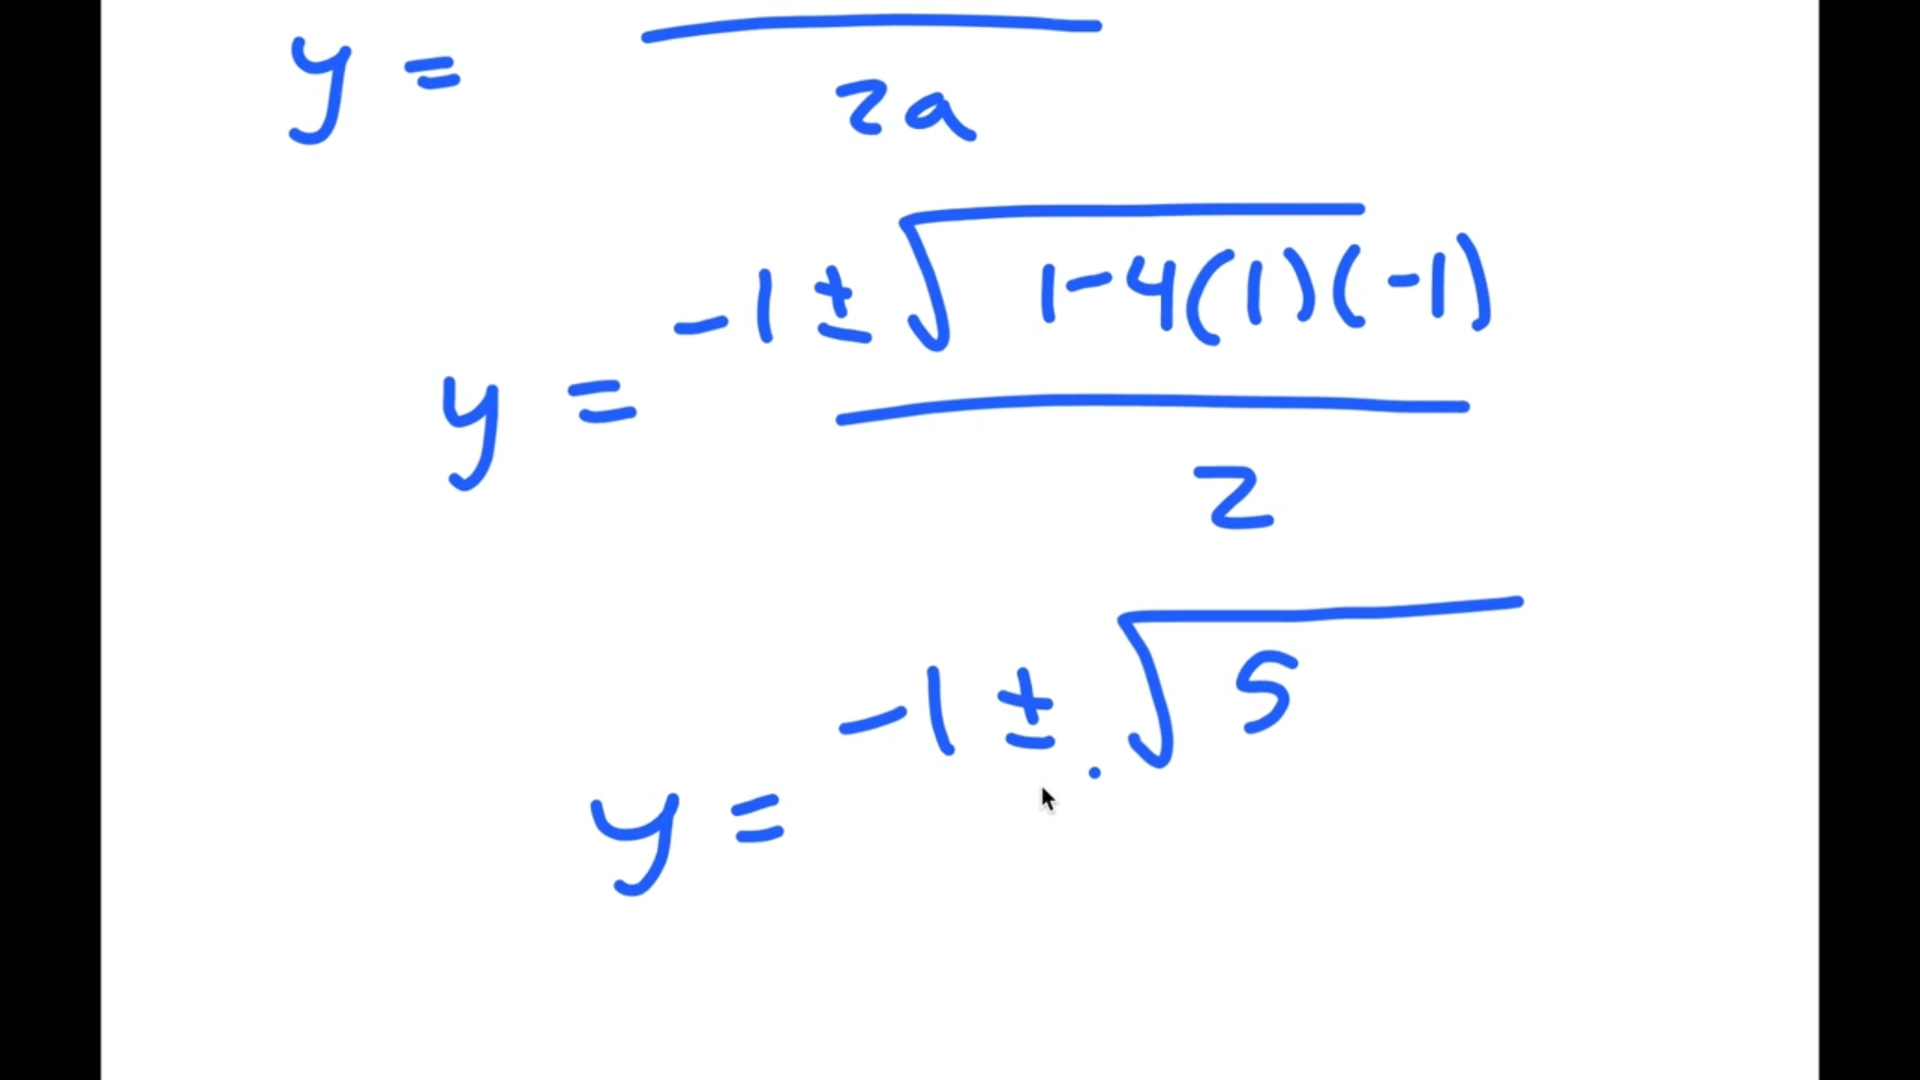 y = ———
2a
-1 ± √1-4(1)(-1)
y = ———
2
-1 ± √5
y =